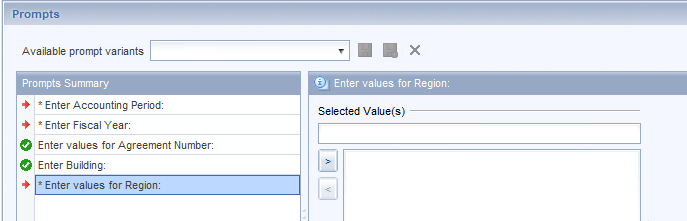 Prompts
Available prompt variants
Prompts Summary
* Enter Accounting Period:
* Enter Fiscal Year:
Enter values for Agreement Number:
Enter Building:
* Enter values for Region:
Enter values for Region:
Selected Value(s)
>
<